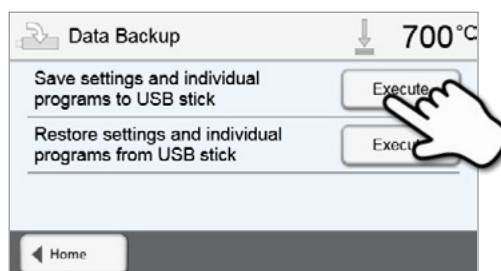 Data Backup 700°C
Save settings and individual
programs to USB stick
Execute
Restore settings and individual
programs from USB stick
Home